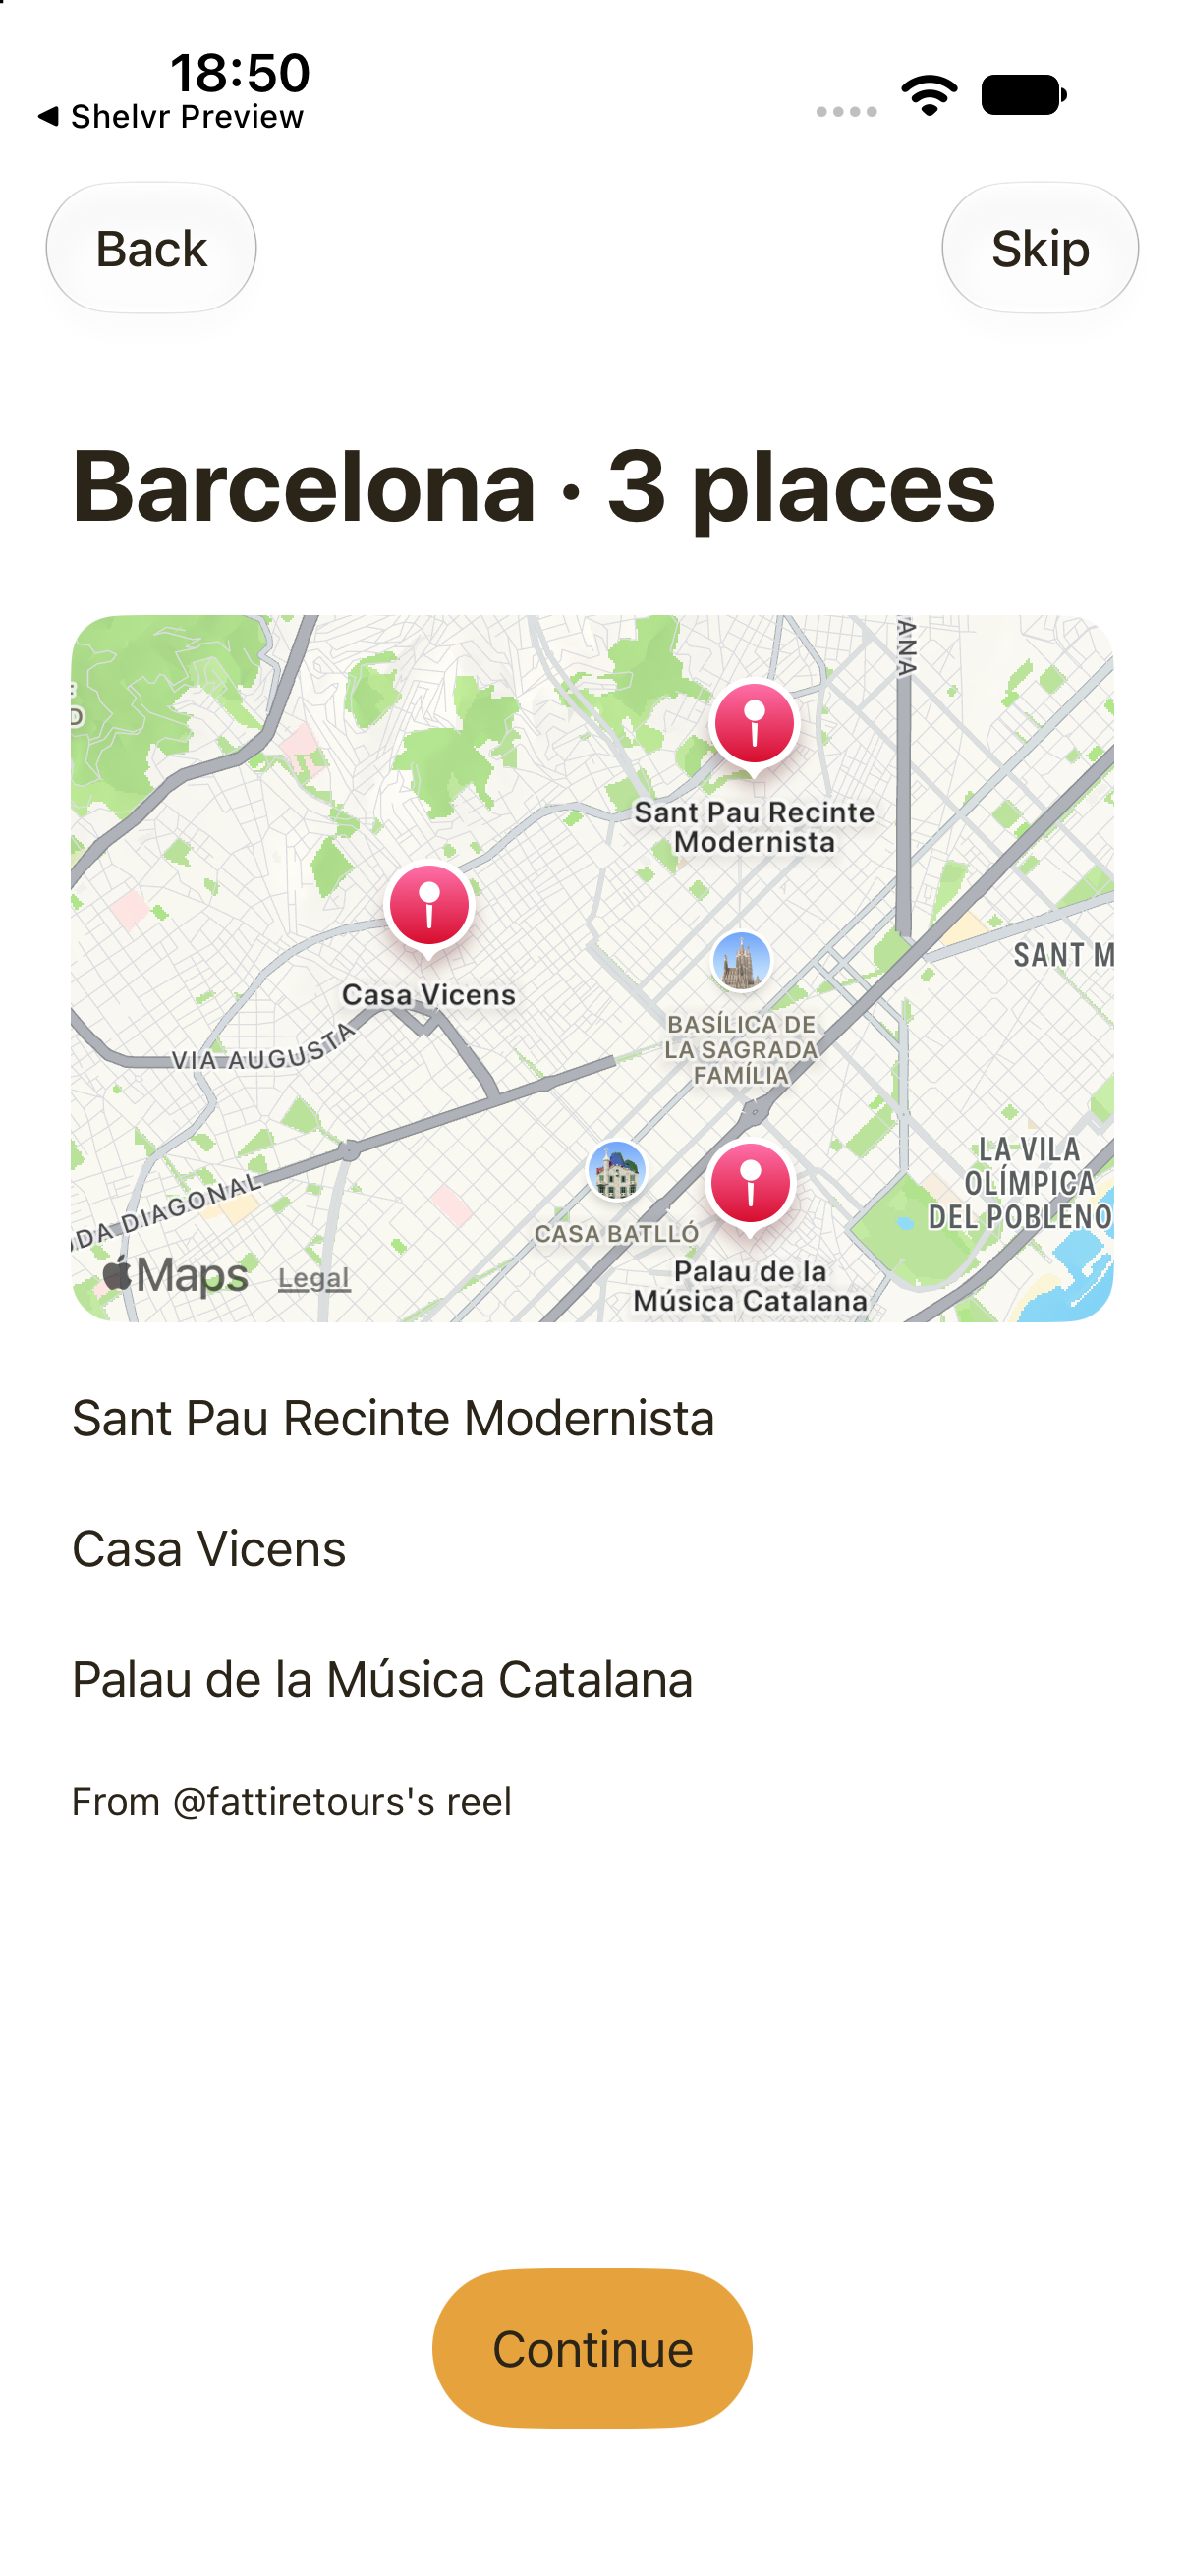 18:50
Shelvr Preview
Back
Skip
Barcelona · 3 places
ANA
Sant Pau Recinte
Modernista
Casa Vicens
SANT M
BASÍLICA DE
LA SAGRADA
FAMÍLIA
VIA AUGUSTA
LA VILA
OLÍMPICA
DEL POBLENO
DA DIAGONAL
CASA BATLLÓ
Palau de la
Música Catalana
Maps
Legal
Sant Pau Recinte Modernista
Casa Vicens
Palau de la Música Catalana
From @fattiretours's reel
Continue